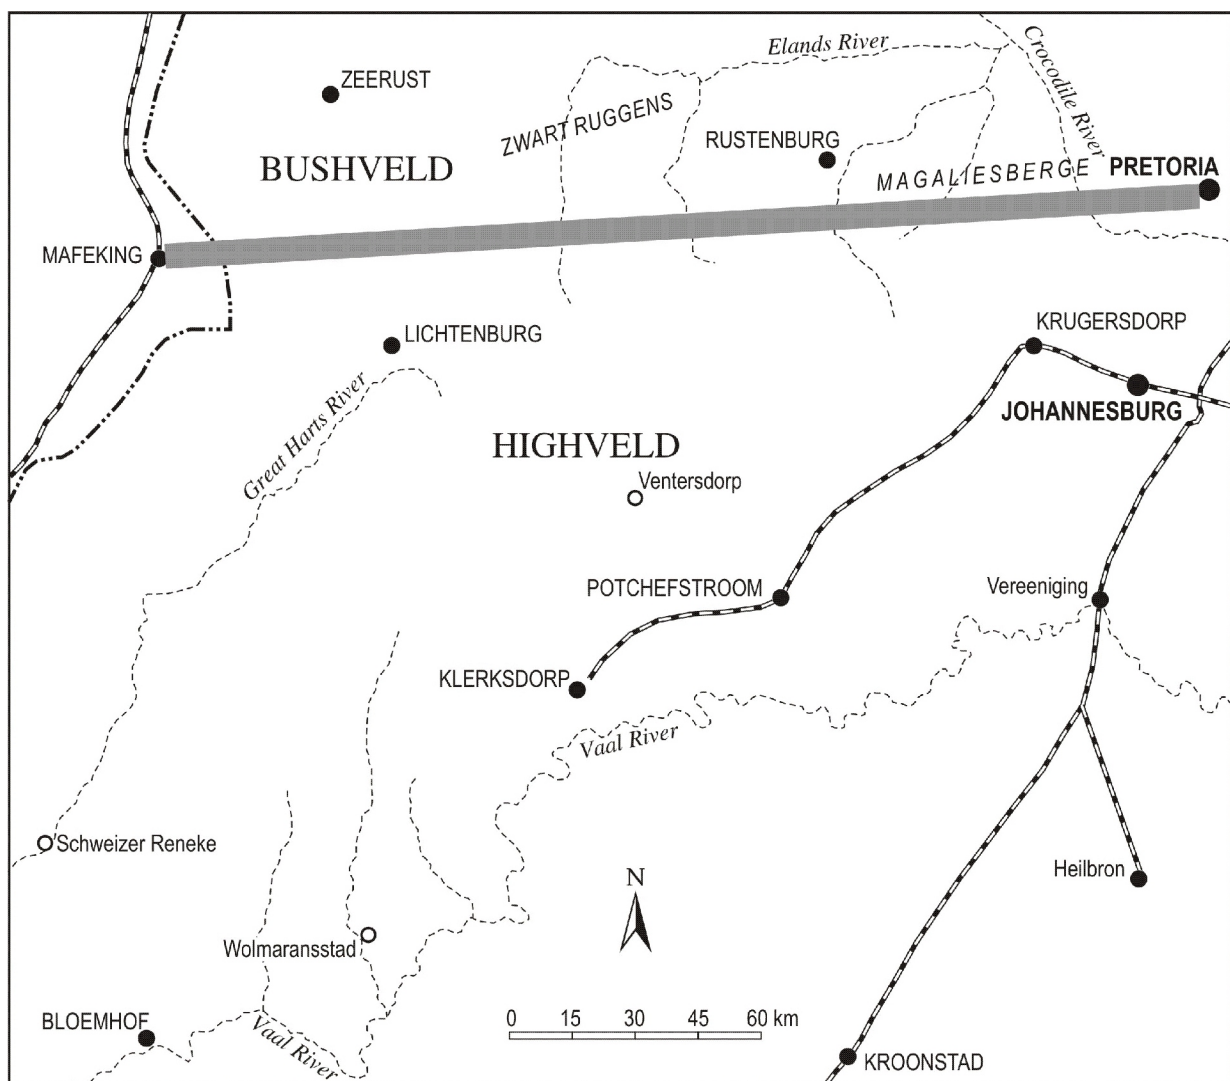 Elands River
Crocodile River
ZEERUST
ZWART RUGGENS
RUSTENBURG
BUSHVELD
MAGALIESBERGE
PRETORIA
MAFEKING
LICHTENBURG
KRUGERSDORP
JOHANNESBURG
Great Harts River
HIGHVELD
Ventersdorp
POTCHEFSTROOM
Vereeniging
KLERKSDORP
Vaal River
Schweizer Reneke
Heilbron
N
Wolmaransstad
BLOEMHOF
Vaal River
0 15 30 45 60 km
KROONSTAD